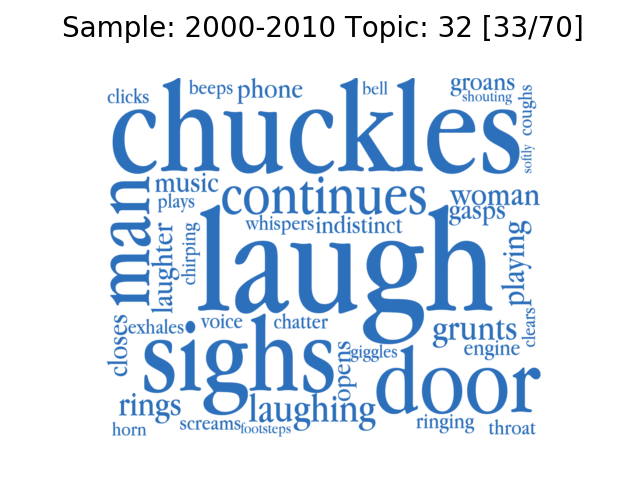 Sample: 2000-2010 Topic: 32 [33/70]
clicks beeps phone bell groans
shouting
coughs
chuckles
softly
man
music
plays
continues
woman
gasps
whispers indistinct
laughter
chirping
laugh
playing
closes
exhales voice chatter
grunts
clears
engine
sighs
opens
giggles
door
rings
laughing
horn
screams
footsteps
ringing
throat